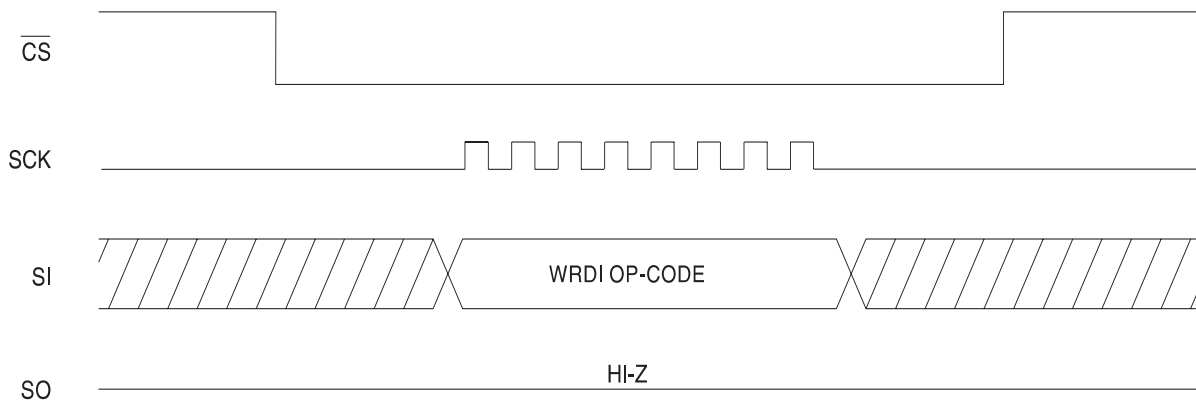 CS
SCK
SI
WRDI OP-CODE
HI-Z
SO